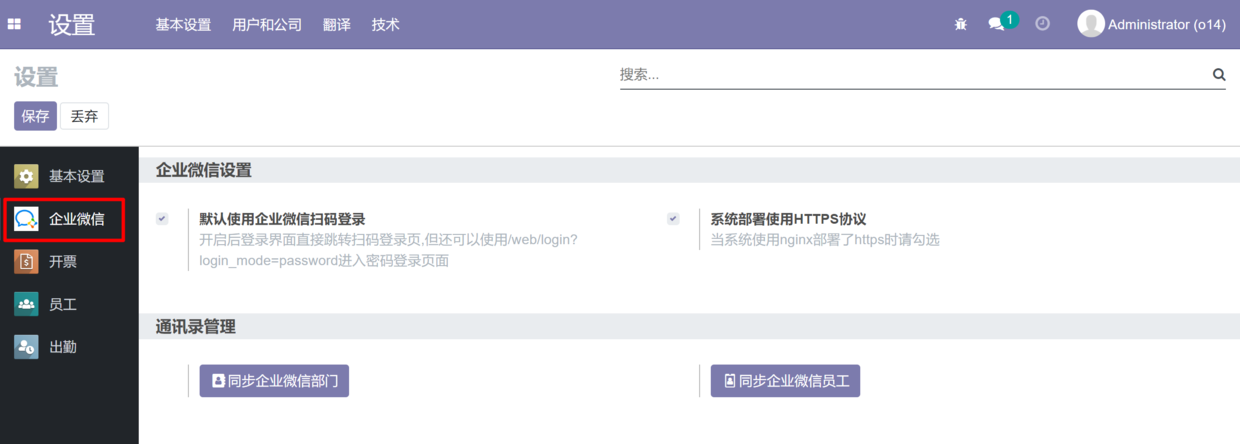 设置
基本设置 用户和公司 翻译 技术
1
Administrator (o14)
设置
搜索...
保存 丢弃
基本设置
企业微信
开票
员工
出勤
企业微信设置
默认使用企业微信扫码登录
开启后登录界面直接跳转扫码登录页,但还可以使用/web/login?
login_mode=password进入密码登录页面
系统部署使用HTTPS协议
当系统使用nginx部署了https时请勾选
通讯录管理
同步企业微信部门
同步企业微信员工